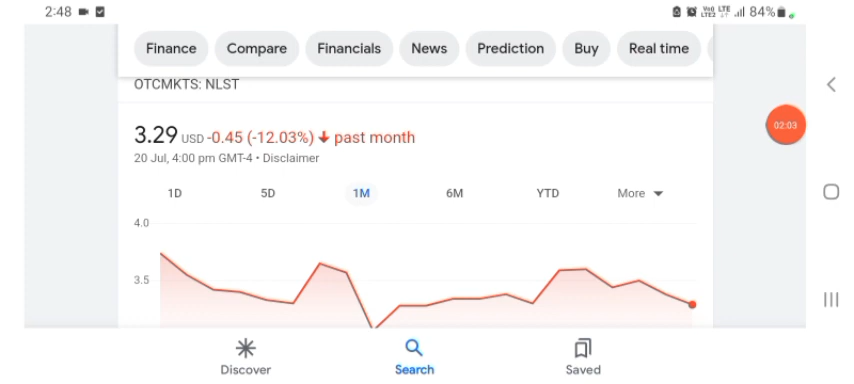 2:48
LTE2 LTE 84%
Finance Compare Financials News Prediction Buy Real time
OTCMKTS: NLST
02:03
3.29 USD -0.45 (-12.03%) past month
20 Jul, 4:00 pm GMT-4 • Disclaimer
1D 5D 1M 6M YTD More
4.0
3.5
Discover Search Saved